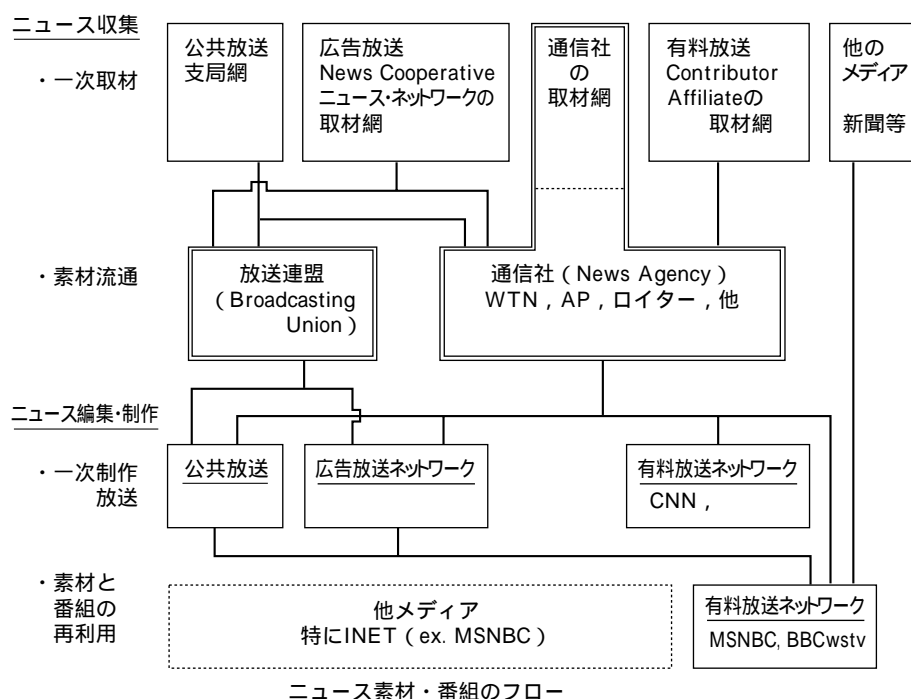 ニュース収集
・一次取材
公共放送
支局網
広告放送
News Cooperative
ニュース・ネットワークの
取材網
通信社
の
取材網
有料放送
Contributor
Affiliateの
取材網
他の
メディア
新聞等
・素材流通
放送連盟
(Broadcasting
Union)
通信社(News Agency)
WTN,AP,ロイター,他
ニュース編集・制作
・一次制作
放送
公共放送
広告放送ネットワーク
有料放送ネットワーク
CNN,
・素材と
番組の
再利用
他メディア
特にINET(ex. MSNBC)
有料放送ネットワーク
MSNBC, BBCwstv
ニュース素材・番組のフロー